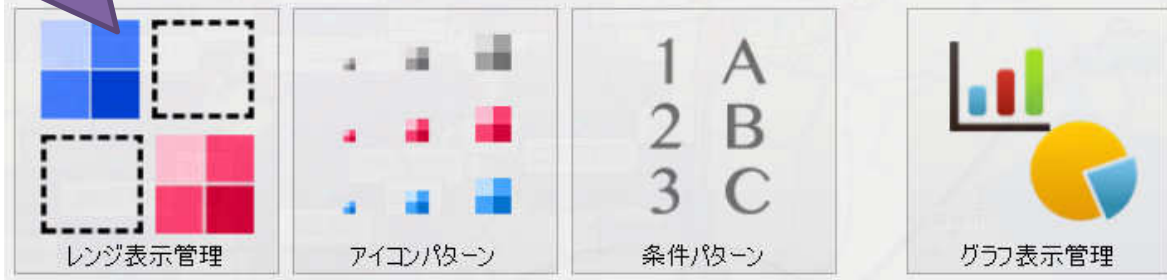 1 A
2 B
3 C
レンジ表示管理
アイコンパターン
条件パターン
グラフ表示管理